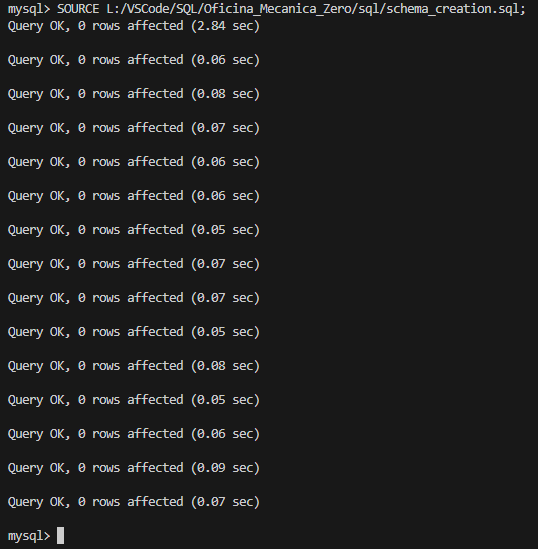 mysql> SOURCE L:/VSCode/SQL/Oficina_Mecanica_Zero/sql/schema_creation.sql;
Query OK, 0 rows affected (2.84 sec)
Query OK, 0 rows affected (0.06 sec)
Query OK, 0 rows affected (0.08 sec)
Query OK, 0 rows affected (0.07 sec)
Query OK, 0 rows affected (0.06 sec)
Query OK, 0 rows affected (0.06 sec)
Query OK, 0 rows affected (0.05 sec)
Query OK, 0 rows affected (0.07 sec)
Query OK, 0 rows affected (0.07 sec)
Query OK, 0 rows affected (0.05 sec)
Query OK, 0 rows affected (0.08 sec)
Query OK, 0 rows affected (0.05 sec)
Query OK, 0 rows affected (0.06 sec)
Query OK, 0 rows affected (0.09 sec)
Query OK, 0 rows affected (0.07 sec)
mysql>